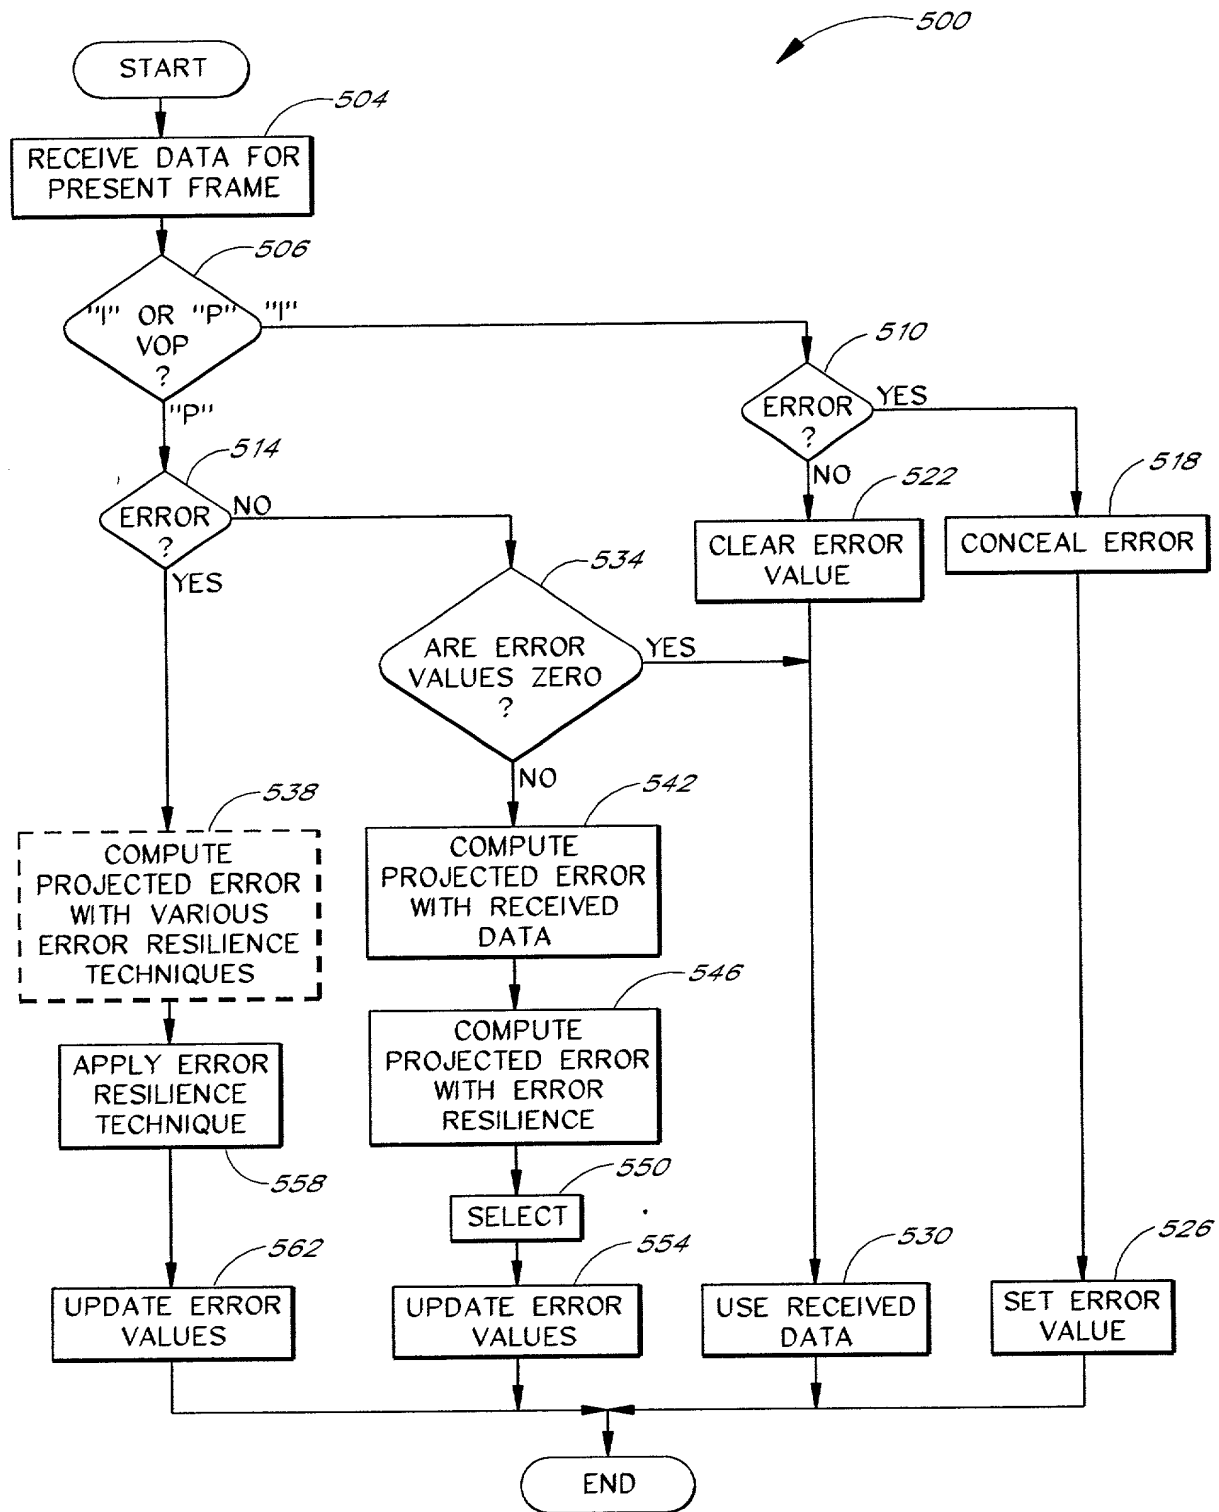 500
START
504
RECEIVE DATA FOR
PRESENT FRAME
506
"I" OR "P"
VOP
?
"I"
"P"
510
ERROR
?
YES
NO
514
ERROR
?
NO
YES
522
CLEAR ERROR
VALUE
518
CONCEAL ERROR
534
ARE ERROR
VALUES ZERO
?
YES
NO
538
COMPUTE
PROJECTED ERROR
WITH VARIOUS
ERROR RESILIENCE
TECHNIQUES
542
COMPUTE
PROJECTED ERROR
WITH RECEIVED
DATA
546
COMPUTE
PROJECTED ERROR
WITH ERROR
RESILIENCE
APPLY ERROR
RESILIENCE
TECHNIQUE
558
550
SELECT
562
UPDATE ERROR
VALUES
554
UPDATE ERROR
VALUES
530
USE RECEIVED
DATA
526
SET ERROR
VALUE
END